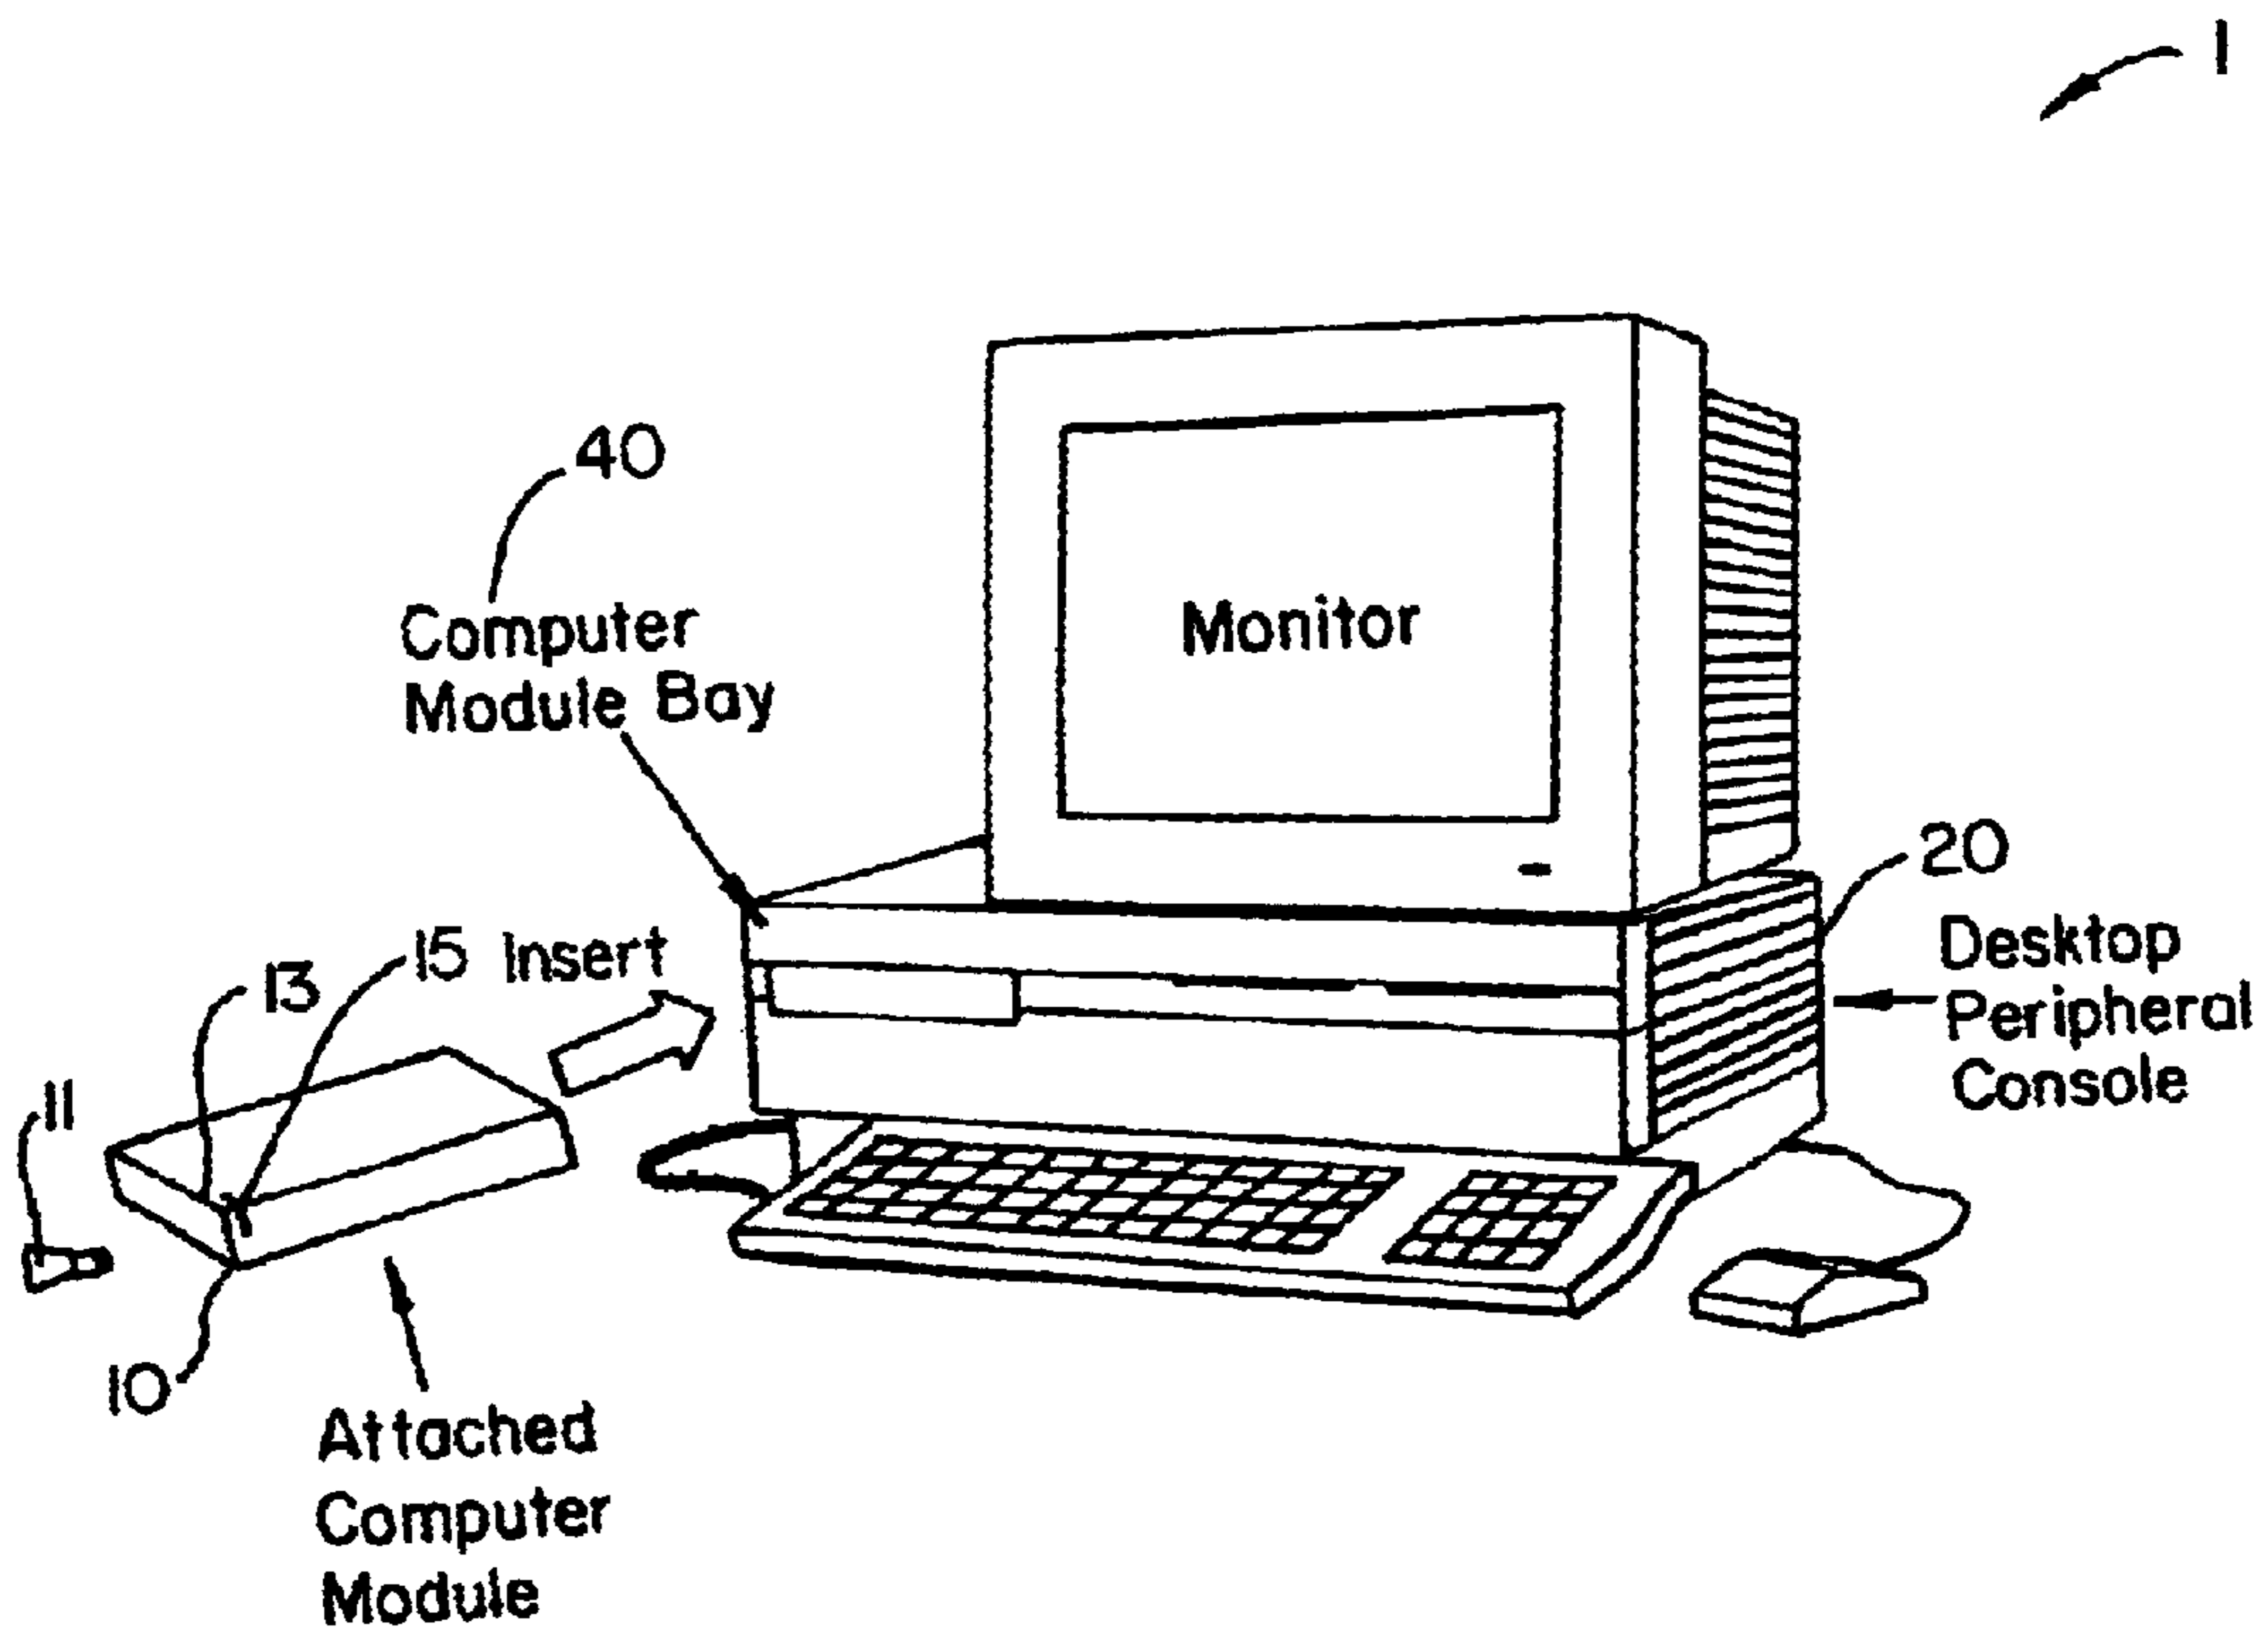 1
40
Computer
Module Bay
Monitor
20
Desktop
Peripheral
Console
15 Insert
13
11
10
Attached
Computer
Module